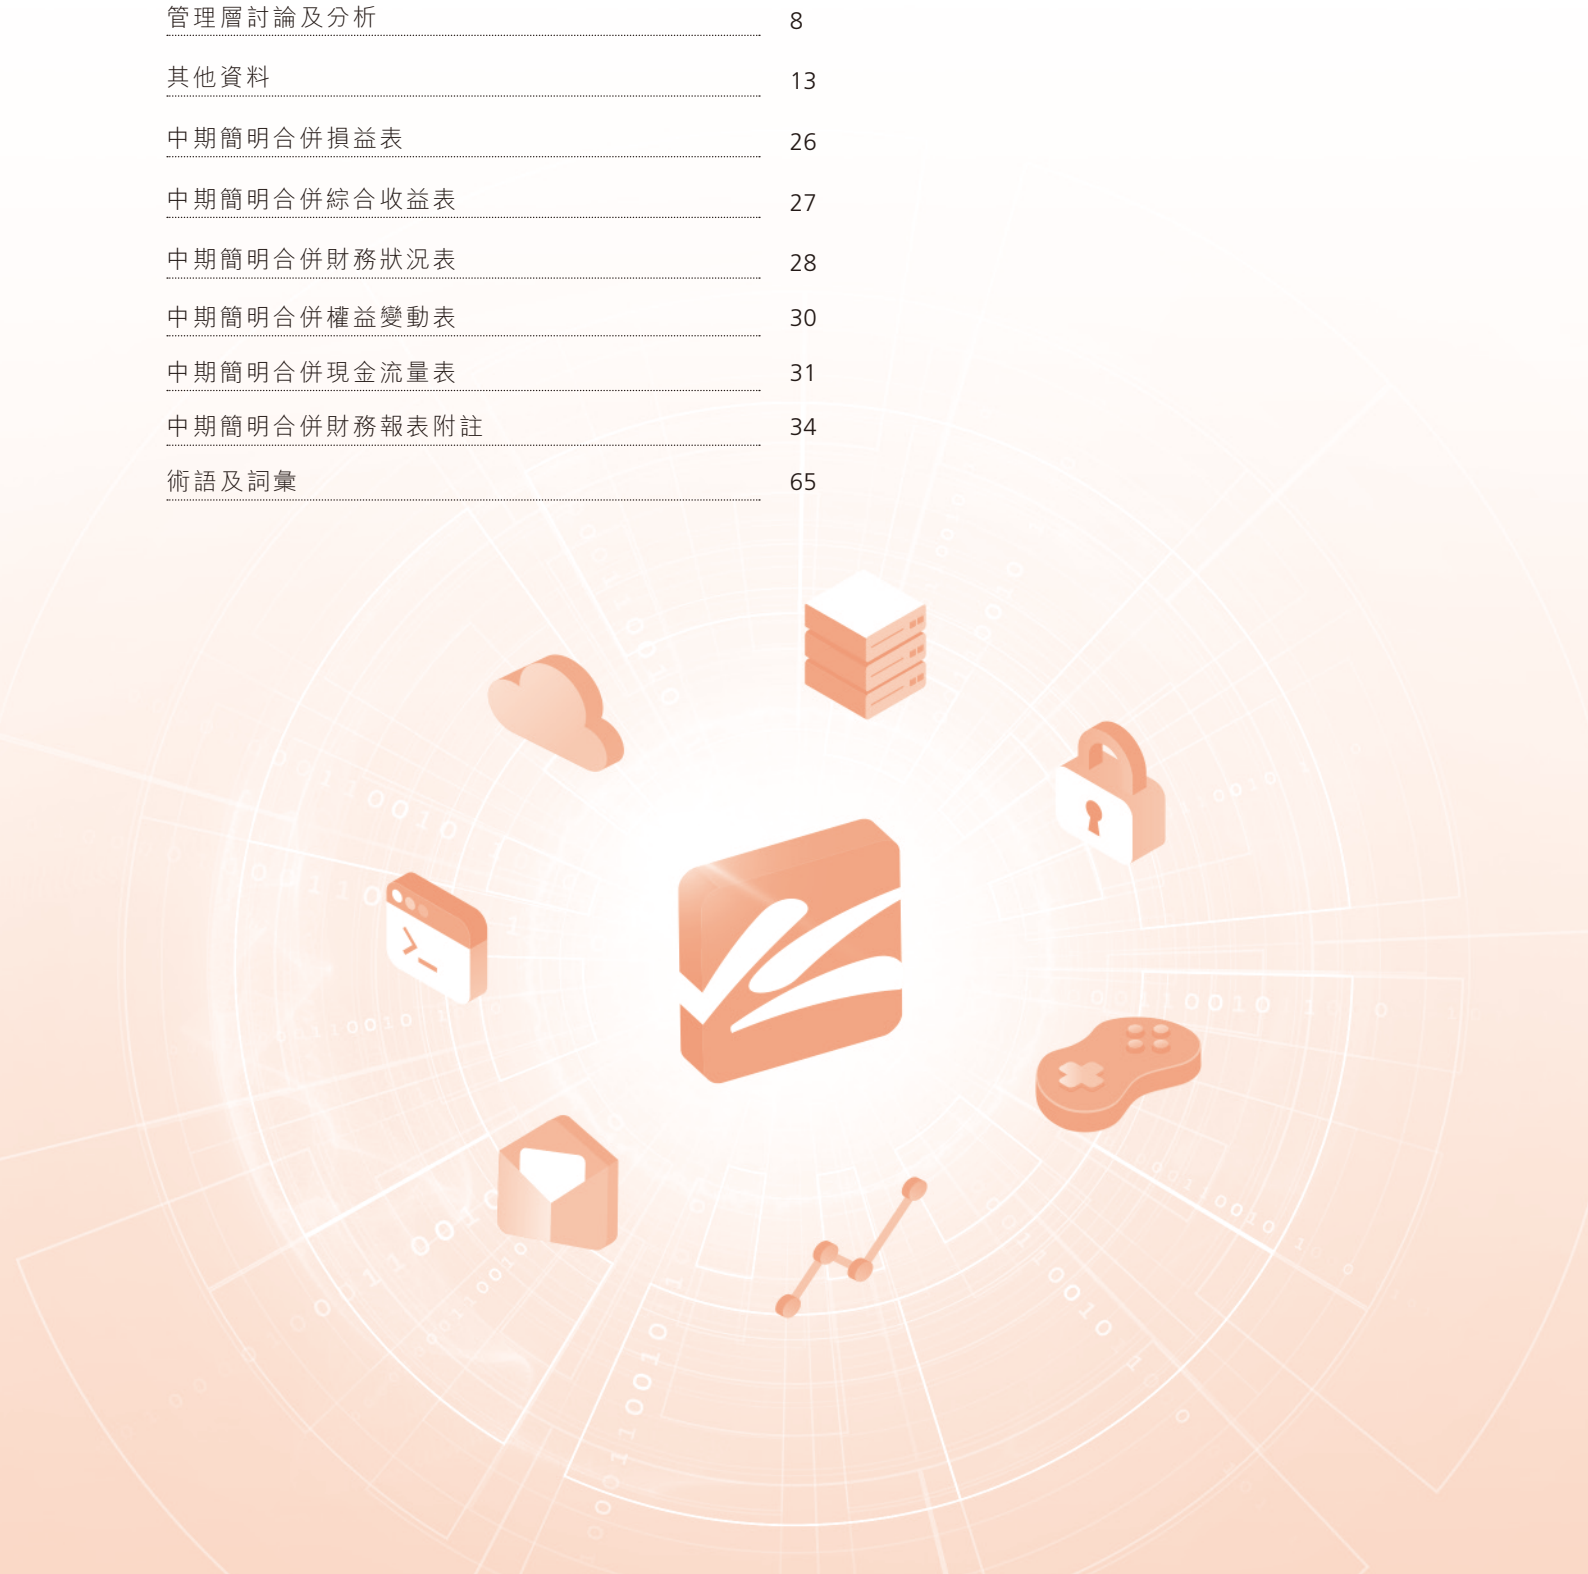 管理層討論及分析 8
其他資料 13
中期簡明合併損益表 26
中期簡明合併綜合收益表 27
中期簡明合併財務狀況表 28
中期簡明合併權益變動表 30
中期簡明合併現金流量表 31
中期簡明合併財務報表附註 34
術語及詞彙 65